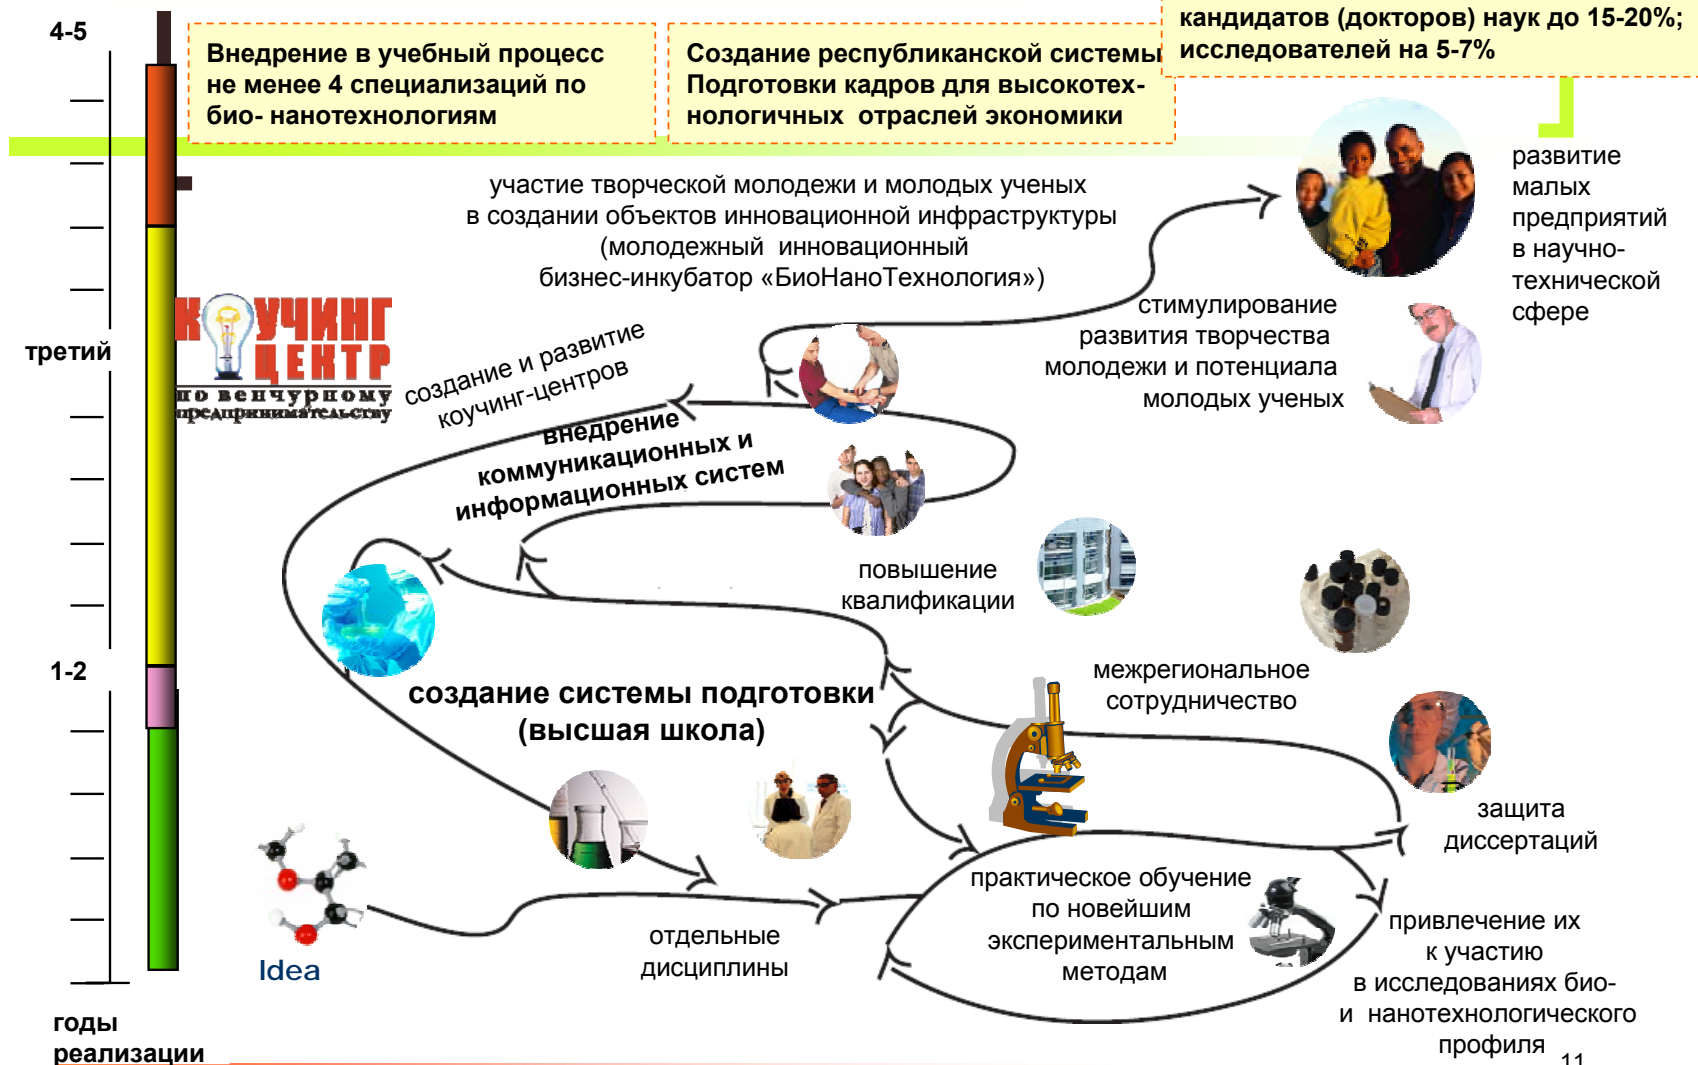 4-5
Внедрение в учебный процесс
не менее 4 специализаций по
био- нанотехнологиям
Создание республиканской системы
Подготовки кадров для высокотех-
нологичных отраслей экономики
кандидатов (докторов) наук до 15-20%;
исследователей на 5-7%
участие творческой молодежи и молодых ученых
в создании объектов инновационной инфраструктуры
(молодежный инновационный
бизнес-инкубатор «БиоНаноТехнология»)
развитие
малых
предприятий
в научно-
технической
сфере
стимулирование
развития творчества
молодежи и потенциала
молодых ученых
третий
КОУЧИНГ
ЦЕНТР
по венчурному
предпринимательству
создание и развитие
коучинг-центров
внедрение
коммуникационных и
информационных систем
повышение
квалификации
межрегиональное
сотрудничество
1-2
создание системы подготовки
(высшая школа)
защита
диссертаций
практическое обучение
по новейшим
экспериментальным
методам
отдельные
дисциплины
привлечение их
к участию
в исследованиях био-
и нанотехнологического
профиля
Idea
годы
реализации
11